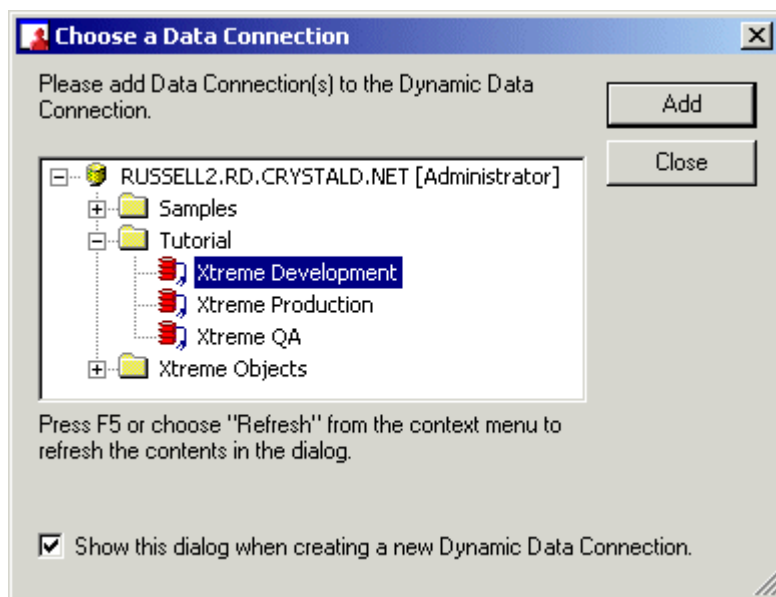 Choose a Data Connection
Please add Data Connection(s) to the Dynamic Data
Connection.
Add
Close
RUSSELL2.RD.CRYSTALD.NET [Administrator]
Samples
Tutorial
Xtreme Development
Xtreme Production
Xtreme QA
Xtreme Objects
Press F5 or choose "Refresh" from the context menu to
refresh the contents in the dialog.
Show this dialog when creating a new Dynamic Data Connection.